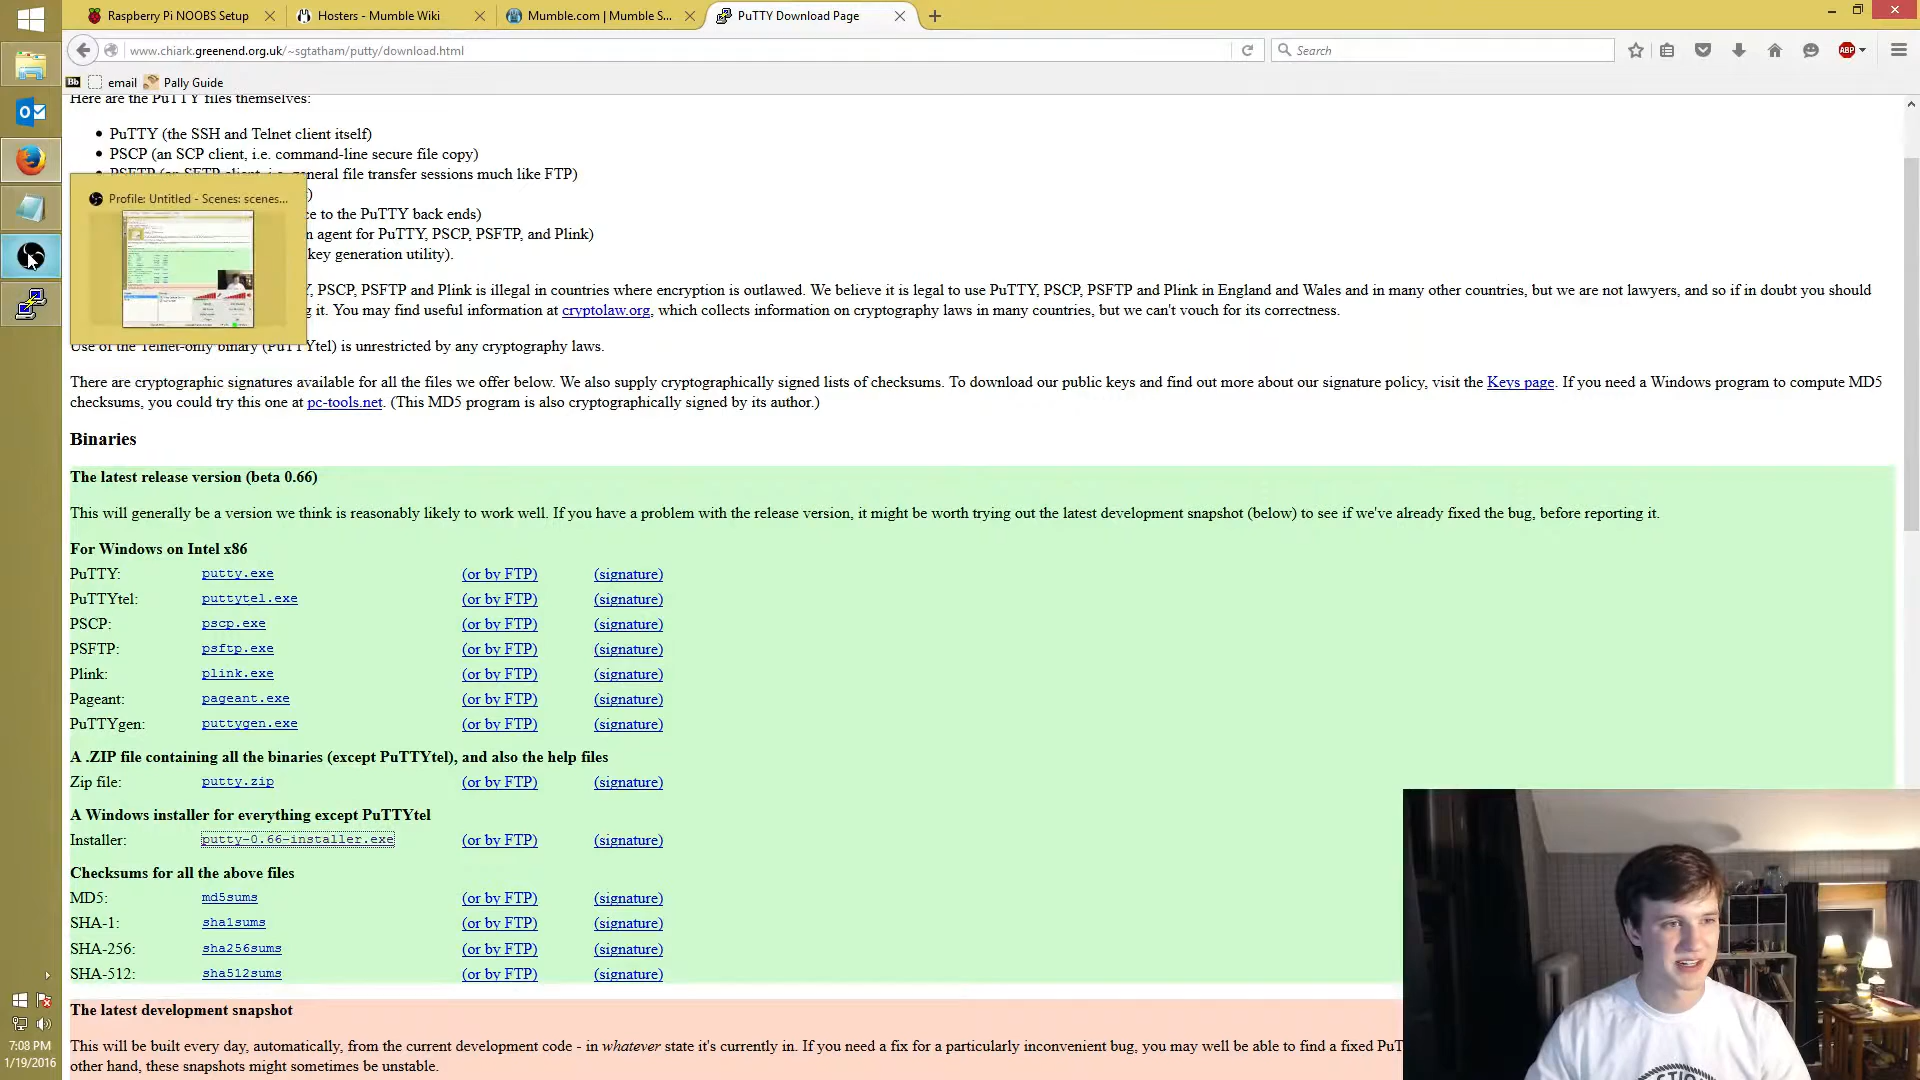 Raspberry Pi NOOBS Setup
Hosters - Mumble Wiki
Mumble.com | Mumble S...
PuTTY Download Page
www.chiark.greenend.org.uk/~sgtatham/putty/download.html
Search
ABP
Bb
email
Pally Guide
Here are the PuTTY files themselves:
PuTTY (the SSH and Telnet client itself)
PSCP (an SCP client, i.e. command-line secure file copy)
PSFTP (an SFTP client, i.e. general file transfer sessions much like FTP)
Profile: Untitled - Scenes: scenes...
)
ce to the PuTTY back ends)
n agent for PuTTY, PSCP, PSFTP, and Plink)
key generation utility).
, PSCP, PSFTP and Plink is illegal in countries where encryption is outlawed. We believe it is legal to use PuTTY, PSCP, PSFTP and Plink in England and Wales and in many other countries, but we are not lawyers, and so if in doubt you should
g it. You may find useful information at cryptolaw.org, which collects information on cryptography laws in many countries, but we can't vouch for its correctness.
Use of the Telnet-only binary (PuTTYtel) is unrestricted by any cryptography laws.
There are cryptographic signatures available for all the files we offer below. We also supply cryptographically signed lists of checksums. To download our public keys and find out more about our signature policy, visit the Keys page. If you need a Windows program to compute MD5
checksums, you could try this one at pc-tools.net. (This MD5 program is also cryptographically signed by its author.)
Binaries
The latest release version (beta 0.66)
This will generally be a version we think is reasonably likely to work well. If you have a problem with the release version, it might be worth trying out the latest development snapshot (below) to see if we've already fixed the bug, before reporting it.
For Windows on Intel x86
PuTTY: putty.exe (or by FTP) (signature)
PuTTYtel: puttytel.exe (or by FTP) (signature)
PSCP: pscp.exe (or by FTP) (signature)
PSFTP: psftp.exe (or by FTP) (signature)
Plink: plink.exe (or by FTP) (signature)
Pageant: pageant.exe (or by FTP) (signature)
PuTTYgen: puttygen.exe (or by FTP) (signature)
A .ZIP file containing all the binaries (except PuTTYtel), and also the help files
Zip file: putty.zip (or by FTP) (signature)
A Windows installer for everything except PuTTYtel
Installer: putty-0.66-installer.exe (or by FTP) (signature)
Checksums for all the above files
MD5: md5sums (or by FTP) (signature)
SHA-1: sha1sums (or by FTP) (signature)
SHA-256: sha256sums (or by FTP) (signature)
SHA-512: sha512sums (or by FTP) (signature)
The latest development snapshot
This will be built every day, automatically, from the current development code - in whatever state it's currently in. If you need a fix for a particularly inconvenient bug, you may well be able to find a fixed PuT
other hand, these snapshots might sometimes be unstable.
7:08 PM
1/19/2016